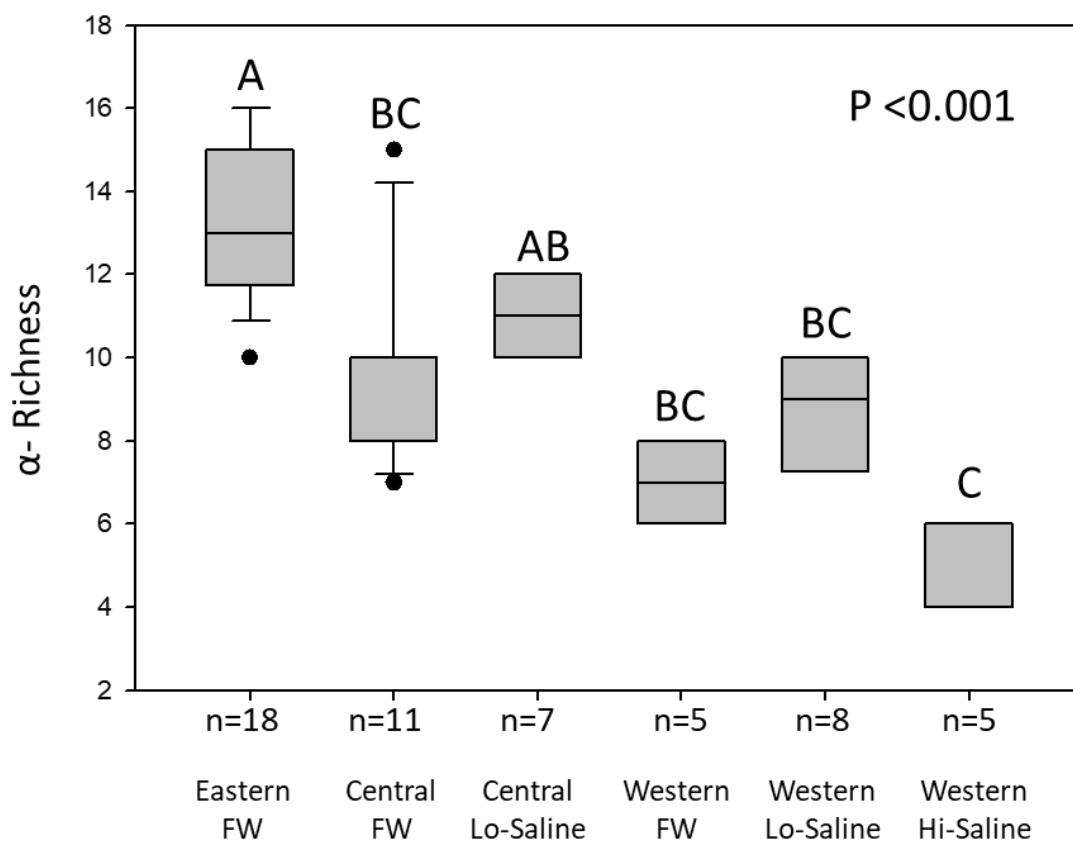 18
16
14
12
10
8
6
4
2
α- Richness
A
BC
AB
BC
BC
C
P <0.001
n=18 n=11 n=7 n=5 n=8 n=5
Eastern Central Central Western Western Western
FW FW Lo-Saline FW Lo-Saline Hi-Saline